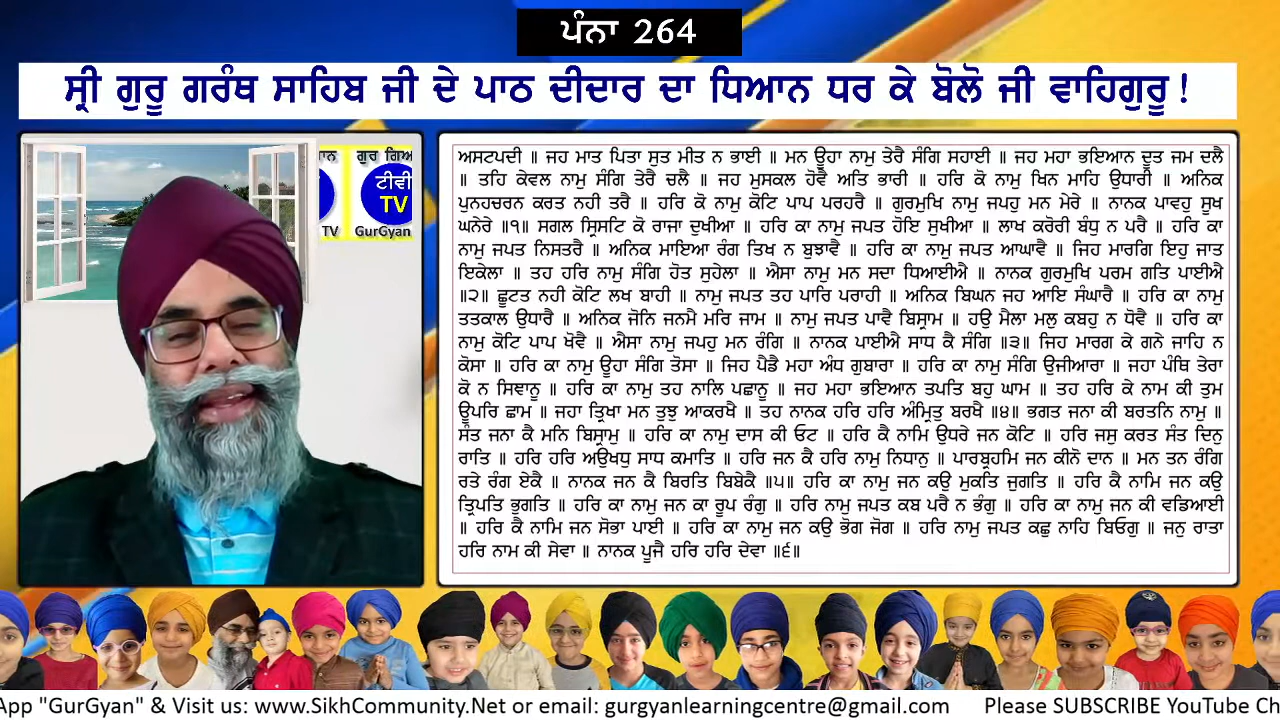 ਪੰਨਾ 264
ਸ੍ਰੀ ਗੁਰੂ ਗਰੰਥ ਸਾਹਿਬ ਜੀ ਦੇ ਪਾਠ ਦੀਦਾਰ ਦਾ ਧਿਆਨ ਧਰ ਕੇ ਬੋਲੋ ਜੀ ਵਾਹਿਗੁਰੂ !
ਾਨ ਗੁਰ ਗਿਅ
ਟੀਵੀ
TV
TV GurGyan
ਅਸਟਪਦੀ ॥ ਜਹ ਮਾਤ ਪਿਤਾ ਸੁਤ ਮੀਤ ਨ ਭਾਈ ॥ ਮਨ ਊਹਾ ਨਾਮੁ ਤੇਰੈ ਸੰਗਿ ਸਹਾਈ ॥ ਜਹ ਮਹਾ ਭਇਆਨ ਦੂਤ ਜਮ ਦਲੈ
॥ ਤਹਿ ਕੇਵਲ ਨਾਮੁ ਸੰਗਿ ਤੇਰੈ ਚਲੈ ॥ ਜਹ ਮੁਸਕਲ ਹੋਵੈ ਅਤਿ ਭਾਰੀ ॥ ਹਰਿ ਕੋ ਨਾਮੁ ਖਿਨ ਮਾਹਿ ਉਧਾਰੀ ॥ ਅਨਿਕ
ਪੁਨਹਚਰਨ ਕਰਤ ਨਹੀ ਤਰੈ ॥ ਹਰਿ ਕੋ ਨਾਮੁ ਕੋਟਿ ਪਾਪ ਪਰਹਰੈ ॥ ਗੁਰਮੁਖਿ ਨਾਮੁ ਜਪਹੁ ਮਨ ਮੇਰੇ ॥ ਨਾਨਕ ਪਾਵਹੁ ਸੂਖ
ਘਨੇਰੇ ॥੧॥ ਸਗਲ ਸ੍ਰਿਸਟਿ ਕੋ ਰਾਜਾ ਦੁਖੀਆ ॥ ਹਰਿ ਕਾ ਨਾਮੁ ਜਪਤ ਹੋਇ ਸੁਖੀਆ ॥ ਲਾਖ ਕਰੋਰੀ ਬੰਧੁ ਨ ਪਰੈ ॥ ਹਰਿ ਕਾ
ਨਾਮੁ ਜਪਤ ਨਿਸਤਰੈ ॥ ਅਨਿਕ ਮਾਇਆ ਰੰਗ ਤਿਖ ਨ ਬੁਝਾਵੈ ॥ ਹਰਿ ਕਾ ਨਾਮੁ ਜਪਤ ਆਘਾਵੈ ॥ ਜਿਹ ਮਾਰਗਿ ਇਹੁ ਜਾਤ
ਇਕੇਲਾ ॥ ਤਹ ਹਰਿ ਨਾਮੁ ਸੰਗਿ ਹੋਤ ਸੁਹੇਲਾ ॥ ਐਸਾ ਨਾਮੁ ਮਨ ਸਦਾ ਧਿਆਈਐ ॥ ਨਾਨਕ ਗੁਰਮੁਖਿ ਪਰਮ ਗਤਿ ਪਾਈਐ
॥੨॥ ਛੂਟਤ ਨਹੀ ਕੋਟਿ ਲਖ ਬਾਹੀ ॥ ਨਾਮੁ ਜਪਤ ਤਹ ਪਾਰਿ ਪਰਾਹੀ ॥ ਅਨਿਕ ਬਿਘਨ ਜਹ ਆਇ ਸੰਘਾਰੈ ॥ ਹਰਿ ਕਾ ਨਾਮੁ
ਤਤਕਾਲ ਉਧਾਰੈ ॥ ਅਨਿਕ ਜੋਨਿ ਜਨਮੈ ਮਰਿ ਜਾਮ ॥ ਨਾਮੁ ਜਪਤ ਪਾਵੈ ਬਿਸ੍ਰਾਮ ॥ ਹਉ ਮੈਲਾ ਮਲੁ ਕਬਹੁ ਨ ਧੋਵੈ ॥ ਹਰਿ ਕਾ
ਨਾਮੁ ਕੋਟਿ ਪਾਪ ਖੋਵੈ ॥ ਐਸਾ ਨਾਮੁ ਜਪਹੁ ਮਨ ਰੰਗਿ ॥ ਨਾਨਕ ਪਾਈਐ ਸਾਧ ਕੈ ਸੰਗਿ ॥੩॥ ਜਿਹ ਮਾਰਗ ਕੇ ਗਨੇ ਜਾਹਿ ਨ
ਕੋਸਾ ॥ ਹਰਿ ਕਾ ਨਾਮੁ ਊਹਾ ਸੰਗਿ ਤੋਸਾ ॥ ਜਿਹ ਪੈਡੈ ਮਹਾ ਅੰਧ ਗੁਬਾਰਾ ॥ ਹਰਿ ਕਾ ਨਾਮੁ ਸੰਗਿ ਉਜੀਆਰਾ ॥ ਜਹਾ ਪੰਥਿ ਤੇਰਾ
ਕੋ ਨ ਸਿਞਾਨੂ ॥ ਹਰਿ ਕਾ ਨਾਮੁ ਤਹ ਨਾਲਿ ਪਛਾਨੂ ॥ ਜਹ ਮਹਾ ਭਇਆਨ ਤਪਤਿ ਬਹੁ ਘਾਮ ॥ ਤਹ ਹਰਿ ਕੇ ਨਾਮ ਕੀ ਤੁਮ
ਊਪਰਿ ਛਾਮ ॥ ਜਹਾ ਤ੍ਰਿਖਾ ਮਨ ਤੁਝੁ ਆਕਰਖੈ ॥ ਤਹ ਨਾਨਕ ਹਰਿ ਹਰਿ ਅੰਮ੍ਰਿਤੁ ਬਰਖੈ ॥੪॥ ਭਗਤ ਜਨਾ ਕੀ ਬਰਤਨਿ ਨਾਮੁ ॥
ਸੰਤ ਜਨਾ ਕੈ ਮਨਿ ਬਿਸ੍ਰਾਮੁ ॥ ਹਰਿ ਕਾ ਨਾਮੁ ਦਾਸ ਕੀ ਓਟ ॥ ਹਰਿ ਕੈ ਨਾਮਿ ਉਧਰੇ ਜਨ ਕੋਟਿ ॥ ਹਰਿ ਜਸੁ ਕਰਤ ਸੰਤ ਦਿਨੁ
ਰਾਤਿ ॥ ਹਰਿ ਹਰਿ ਅਉਖਧੁ ਸਾਧ ਕਮਾਤਿ ॥ ਹਰਿ ਜਨ ਕੈ ਹਰਿ ਨਾਮੁ ਨਿਧਾਨੁ ॥ ਪਾਰਬ੍ਰਹਮਿ ਜਨ ਕੀਨੋ ਦਾਨ ॥ ਮਨ ਤਨ ਰੰਗਿ
ਰਤੇ ਰੰਗ ਏਕੈ ॥ ਨਾਨਕ ਜਨ ਕੈ ਬਿਰਤਿ ਬਿਬੇਕੈ ॥੫॥ ਹਰਿ ਕਾ ਨਾਮੁ ਜਨ ਕਉ ਮੁਕਤਿ ਜੁਗਤਿ ॥ ਹਰਿ ਕੈ ਨਾਮਿ ਜਨ ਕਉ
ਤ੍ਰਿਪਤਿ ਭੁਗਤਿ ॥ ਹਰਿ ਕਾ ਨਾਮੁ ਜਨ ਕਾ ਰੂਪ ਰੰਗੁ ॥ ਹਰਿ ਨਾਮੁ ਜਪਤ ਕਬ ਪਰੈ ਨ ਭੰਗੁ ॥ ਹਰਿ ਕਾ ਨਾਮੁ ਜਨ ਕੀ ਵਡਿਆਈ
॥ ਹਰਿ ਕੈ ਨਾਮਿ ਜਨ ਸੋਭਾ ਪਾਈ ॥ ਹਰਿ ਕਾ ਨਾਮੁ ਜਨ ਕਉ ਭੋਗ ਜੋਗ ॥ ਹਰਿ ਨਾਮੁ ਜਪਤ ਕਛੁ ਨਾਹਿ ਬਿਓਗੁ ॥ ਜਨੁ ਰਾਤਾ
ਹਰਿ ਨਾਮ ਕੀ ਸੇਵਾ ॥ ਨਾਨਕ ਪੂਜੈ ਹਰਿ ਹਰਿ ਦੇਵਾ ॥੬॥
App "GurGyan" & Visit us: www.SikhCommunity.Net or email: gurgyanlearningcentre@gmail.com Please SUBSCRIBE YouTube Ch